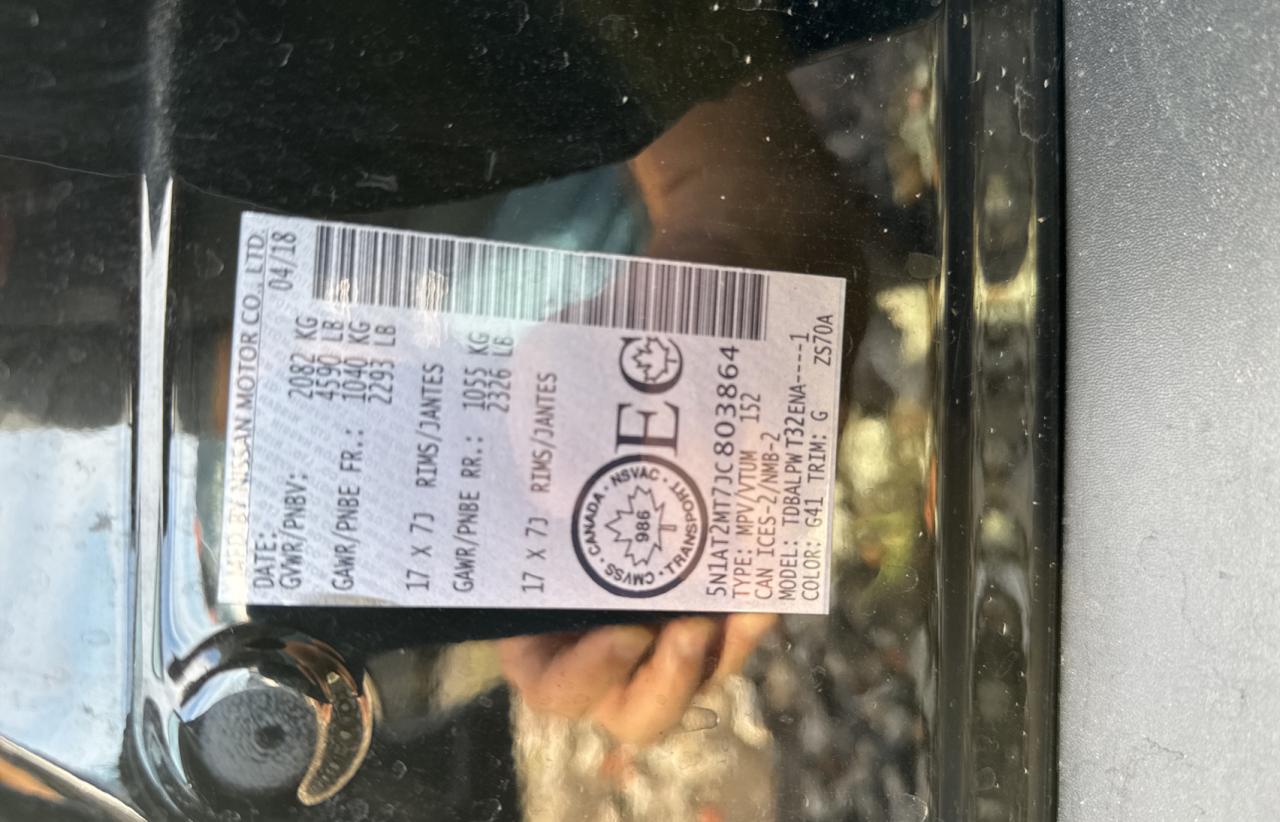 MFD BY NISSAN MOTOR CO., LTD.
DATE: 04/18
GVWR/PNBV: 2082 KG
4590 LB
GAWR/PNBE FR.: 1040 KG
2293 LB
17 X 7J RIMS/JANTES
GAWR/PNBE RR.: 1055 KG
2326 LB
17 X 7J RIMS/JANTES
CANADA · NSVAC · TRANSPORT · CMVSS
986
E C
5N1AT2MT7JC803864
TYPE: MPV/VTUM 152
CAN ICES-2/NMB-2
MODEL: TDBALPWT32ENA----1
COLOR: G41 TRIM: G ZS70A